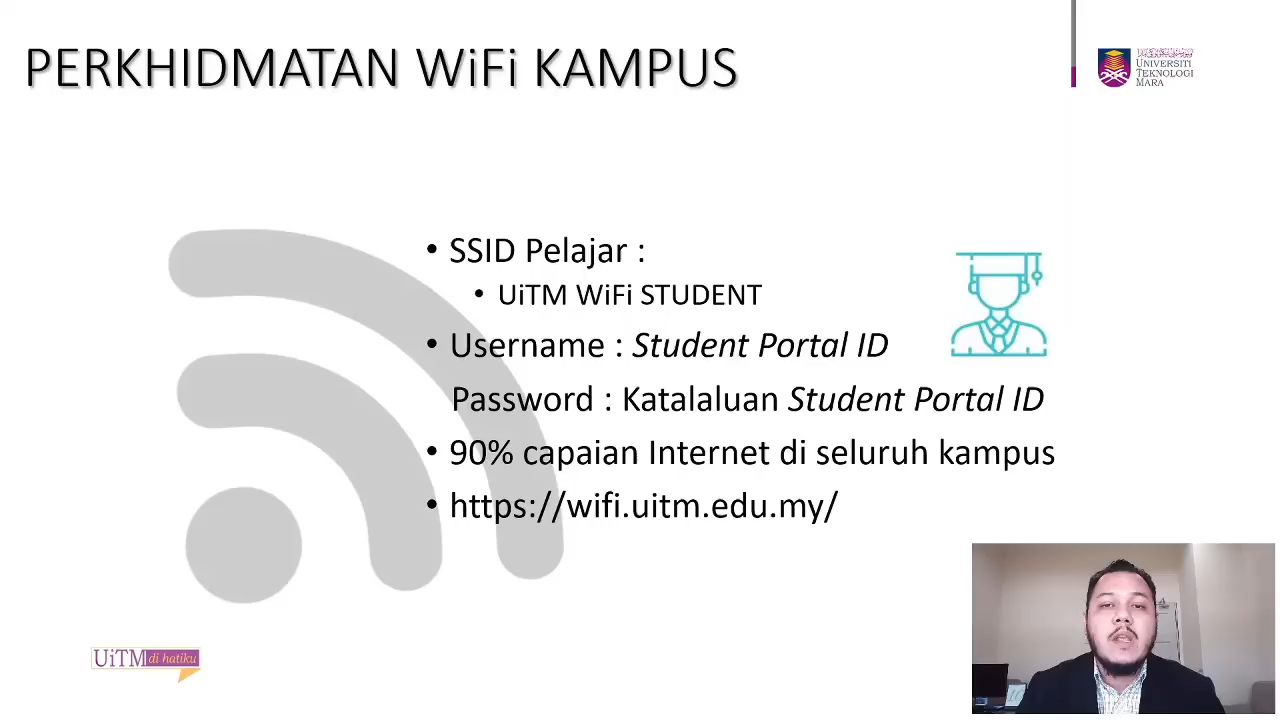 PERKHIDMATAN WiFi KAMPUS
UNIVERSITI
TEKNOLOGI
MARA
• SSID Pelajar :
• UiTM WiFi STUDENT
• Username : Student Portal ID
Password : Katalaluan Student Portal ID
• 90% capaian Internet di seluruh kampus
• https://wifi.uitm.edu.my/
UiTM di hatiku